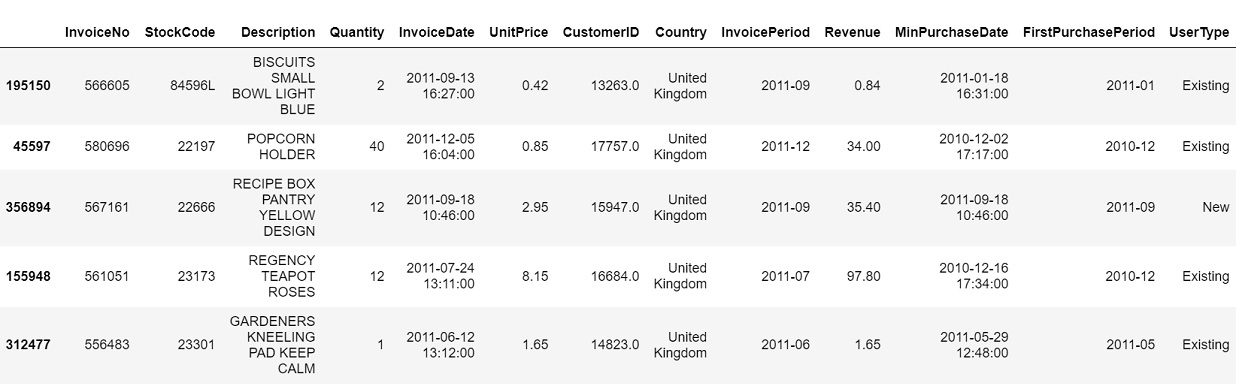 InvoiceNo StockCode Description Quantity InvoiceDate UnitPrice CustomerID Country InvoicePeriod Revenue MinPurchaseDate FirstPurchasePeriod UserType
195150 566605 84596L BISCUITS SMALL BOWL LIGHT BLUE 2 2011-09-13 16:27:00 0.42 13263.0 United Kingdom 2011-09 0.84 2011-01-18 16:31:00 2011-01 Existing
45597 580696 22197 POPCORN HOLDER 40 2011-12-05 16:04:00 0.85 17757.0 United Kingdom 2011-12 34.00 2010-12-02 17:17:00 2010-12 Existing
356894 567161 22666 RECIPE BOX PANTRY YELLOW DESIGN 12 2011-09-18 10:46:00 2.95 15947.0 United Kingdom 2011-09 35.40 2011-09-18 10:46:00 2011-09 New
155948 561051 23173 REGENCY TEAPOT ROSES 12 2011-07-24 13:11:00 8.15 16684.0 United Kingdom 2011-07 97.80 2010-12-16 17:34:00 2010-12 Existing
312477 556483 23301 GARDENERS KNEELING PAD KEEP CALM 1 2011-06-12 13:12:00 1.65 14823.0 United Kingdom 2011-06 1.65 2011-05-29 12:48:00 2011-05 Existing